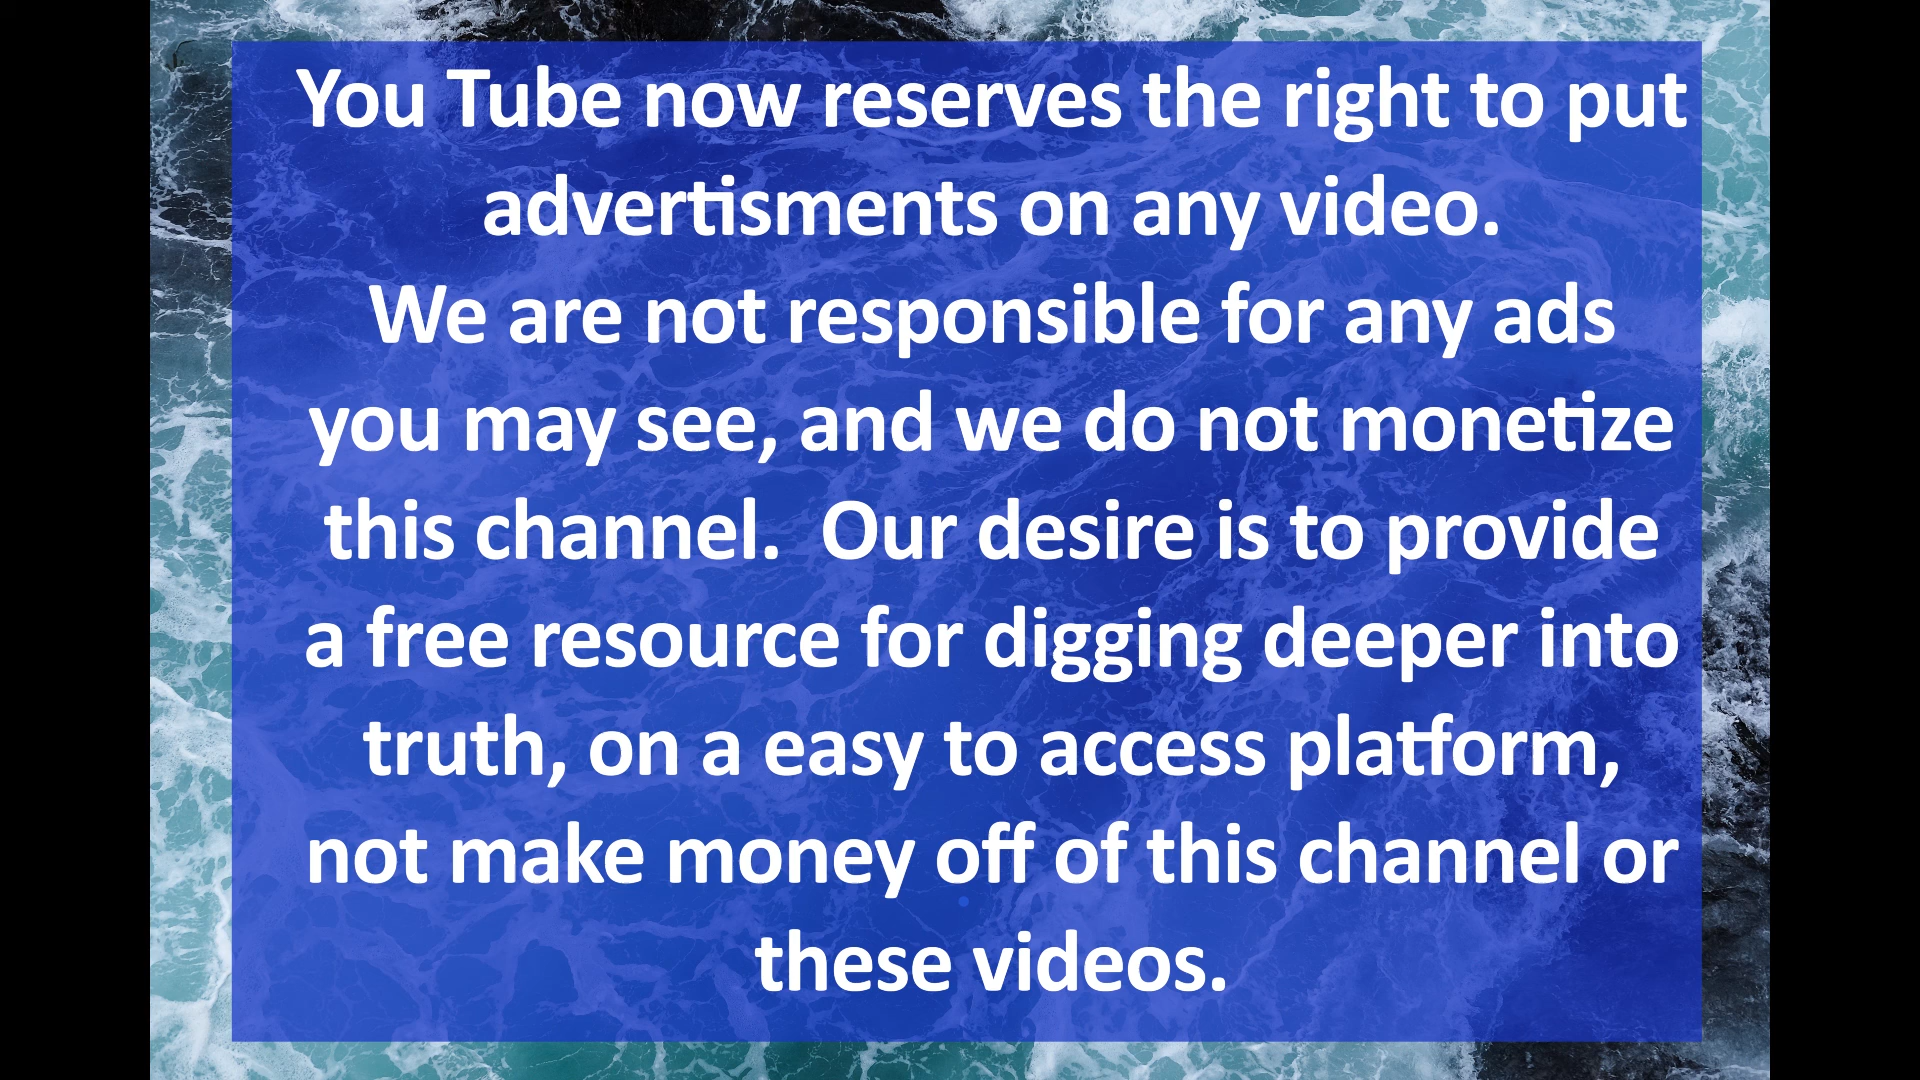 You Tube now reserves the right to put
advertisments on any video.
We are not responsible for any ads
you may see, and we do not monetize
this channel.  Our desire is to provide
a free resource for digging deeper into
truth, on a easy to access platform,
not make money off of this channel or
these videos.